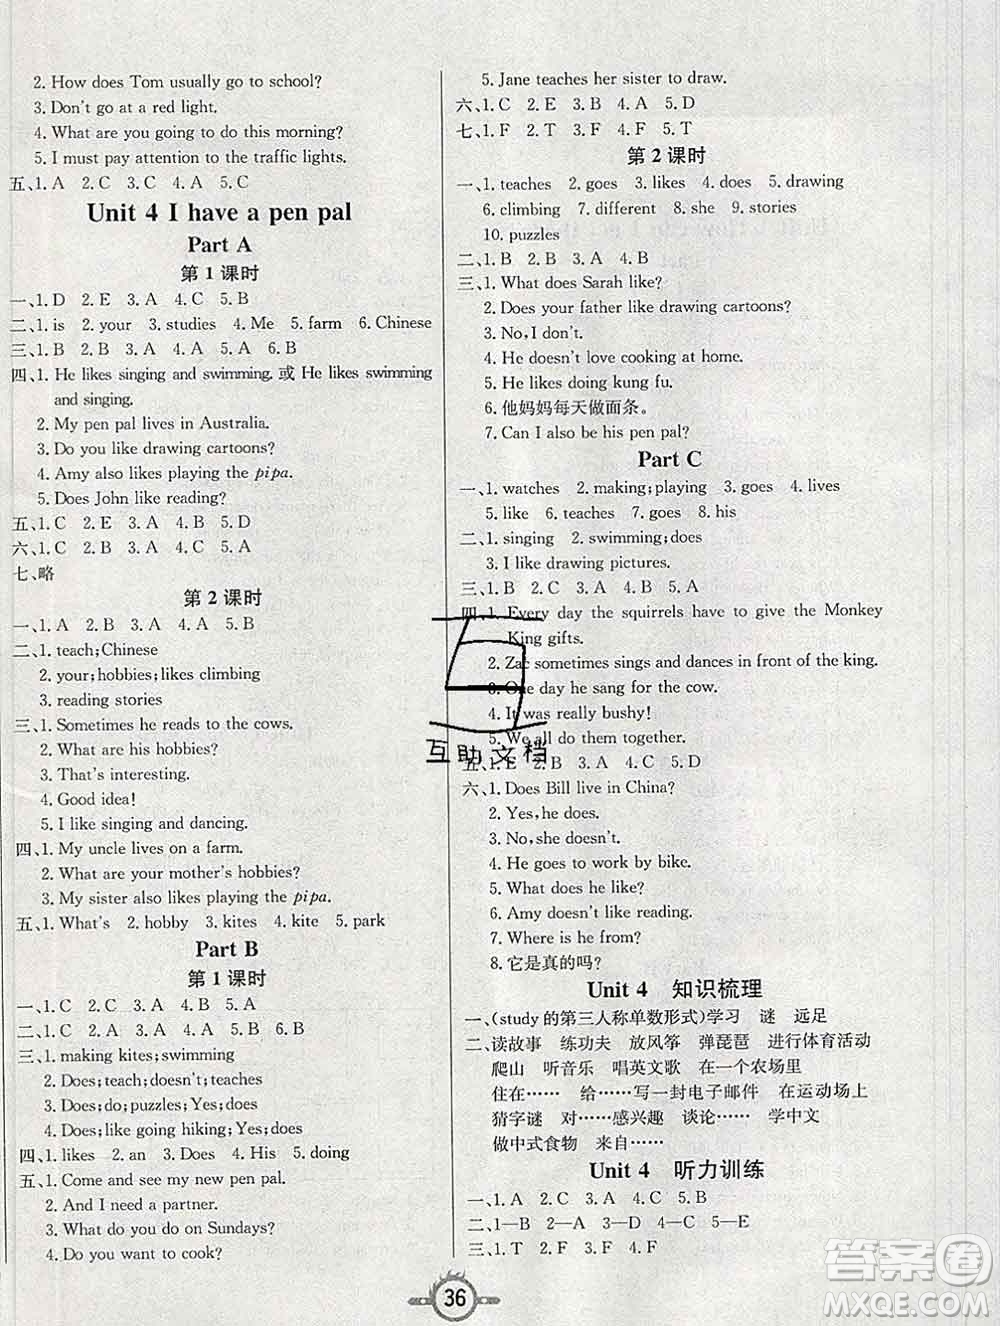 2. How does Tom usually go to school?
3. Don't go at a red light.
4. What are you going to do this morning?
5. I must pay attention to the traffic lights.
五、1. A 2. C 3. C 4. A 5. C
Unit 4 I have a pen pal
Part A
第 1 课时
一、1. D 2. E 3. A 4. C 5. B
二、1. is 2. your 3. studies 4. Me 5. farm 6. Chinese
三、1. B 2. B 3. A 4. A 5. A 6. B
四、1. He likes singing and swimming. 或 He likes swimming
and singing.
2. My pen pal lives in Australia.
3. Do you like drawing cartoons?
4. Amy also likes playing the pipa.
5. Does John like reading?
五、1. C 2. E 3. A 4. B 5. D
六、1. C 2. B 3. A 4. C 5. A
七、略
第 2 课时
一、1. A 2. B 3. A 4. A 5. B
二、1. teach;Chinese
2. your;hobbies;likes climbing
3. reading stories
三、1. Sometimes he reads to the cows.
2. What are his hobbies?
3. That's interesting.
4. Good idea!
5. I like singing and dancing.
四、1. My uncle lives on a farm.
2. What are your mother's hobbies?
3. My sister also likes playing the pipa.
五、1. What's 2. hobby 3. kites 4. kite 5. park
Part B
第 1 课时
一、1. C 2. C 3. A 4. B 5. A
二、1. C 2. C 3. A 4. A 5. B 6. B
三、1. making kites;swimming
2. Does;teach;doesn't;teaches
3. Does;do;puzzles;Yes;does
4. Does;like going hiking;Yes;does
四、1. likes 2. an 3. Does 4. His 5. doing
五、1. Come and see my new pen pal.
2. And I need a partner.
3. What do you do on Sundays?
4. Do you want to cook?
5. Jane teaches her sister to draw.
六、1. C 2. E 3. B 4. A 5. D
七、1. F 2. T 3. F 4. F 5. T
第 2 课时
一、1. teaches 2. goes 3. likes 4. does 5. drawing
6. climbing 7. different 8. she 9. stories
10. puzzles
二、1. C 2. B 3. C 4. A 5. B
三、1. What does Sarah like?
2. Does your father like drawing cartoons?
3. No,I don't.
4. He doesn't love cooking at home.
5. He likes doing kung fu.
6. 他妈妈每天做面条。
7. Can I also be his pen pal?
Part C
一、1. watches 2. making;playing 3. goes 4. lives
5. like 6. teaches 7. goes 8. his
二、1. singing 2. swimming;does
3. I like drawing pictures.
三、1. B 2. C 3. B 4. C 5. A
四、1. Every day the squirrels have to give the Monkey
King gifts.
2. Zac sometimes sings and dances in front of the king.
3. One day he sang for the cow.
4. It was really bushy!
5. We all do them together.
五、1. E 2. B 3. D 4. A 5. C
六、1. Does Bill live in China?
2. Yes,he does.
3. No,she doesn't.
4. He goes to work by bike.
5. What does he like?
6. Amy doesn't like reading.
7. Where is he from?
8. 它是真的吗?
Unit 4 知识梳理
一、(study 的第三人称单数形式)学习 谜 远足
二、读故事 练功夫 放风筝 弹琵琶 进行体育活动
爬山 听音乐 唱英文歌 在一个农场里
住在…… 给……写一封电子邮件 在运动场上
猜字谜 对……感兴趣 谈论…… 学中文
做中式食物 来自……
Unit 4 听力训练
一、1. A 2. C 3. C 4. A 5. B
二、1—B 2—A 3—D 4—C 5—E
三、1. T 2. F 3. F 4. F
互助文档
36
答案圈
MXQE.COM